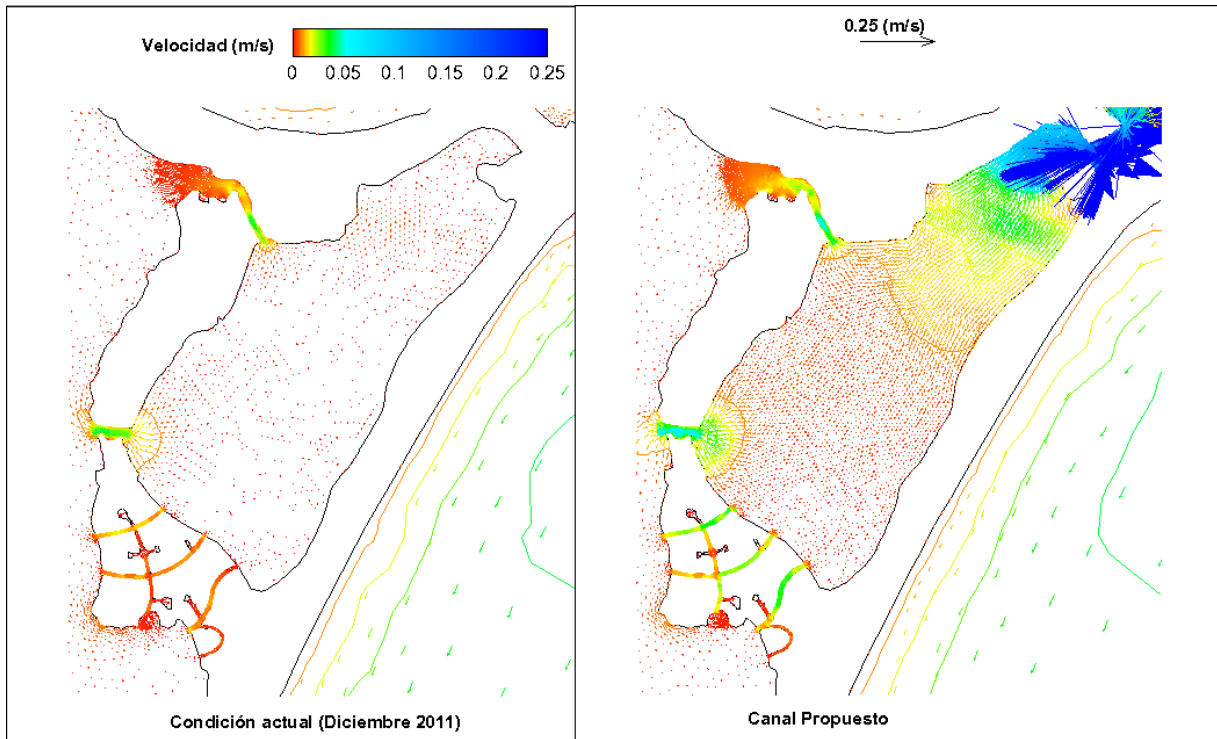 Velocidad (m/s)
0 0.05 0.1 0.15 0.2 0.25
0.25 m/s
Condición actual (Diciembre 2011)
Canal Propuesto